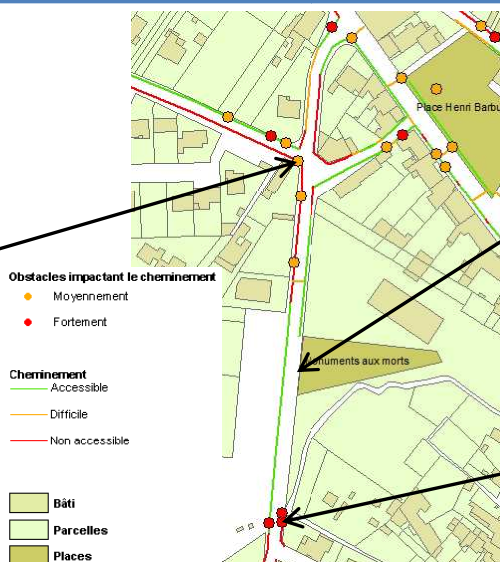 Place Henri Barbu
Obstacles impactant le cheminement
Moyennement
Fortement
Monuments aux morts
Cheminement
Accessible
Difficile
Non accessible
Bâti
Parcelles
Places